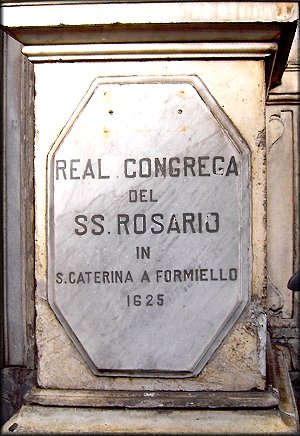 REAL CONGREGA
DEL
SS. ROSARIO
IN
S. CATERINA A FORMIELLO
1625